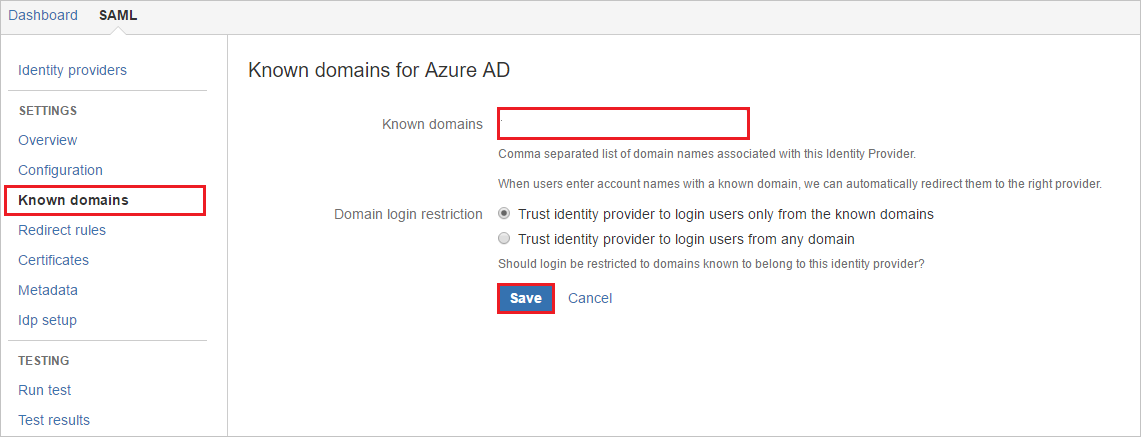 Dashboard SAML
Identity providers
SETTINGS
Overview
Configuration
Known domains
Redirect rules
Certificates
Metadata
Idp setup
TESTING
Run test
Test results
Known domains for Azure AD
Known domains
Comma separated list of domain names associated with this Identity Provider.
When users enter account names with a known domain, we can automatically redirect them to the right provider.
Domain login restriction
Trust identity provider to login users only from the known domains
Trust identity provider to login users from any domain
Should login be restricted to domains known to belong to this identity provider?
Save Cancel